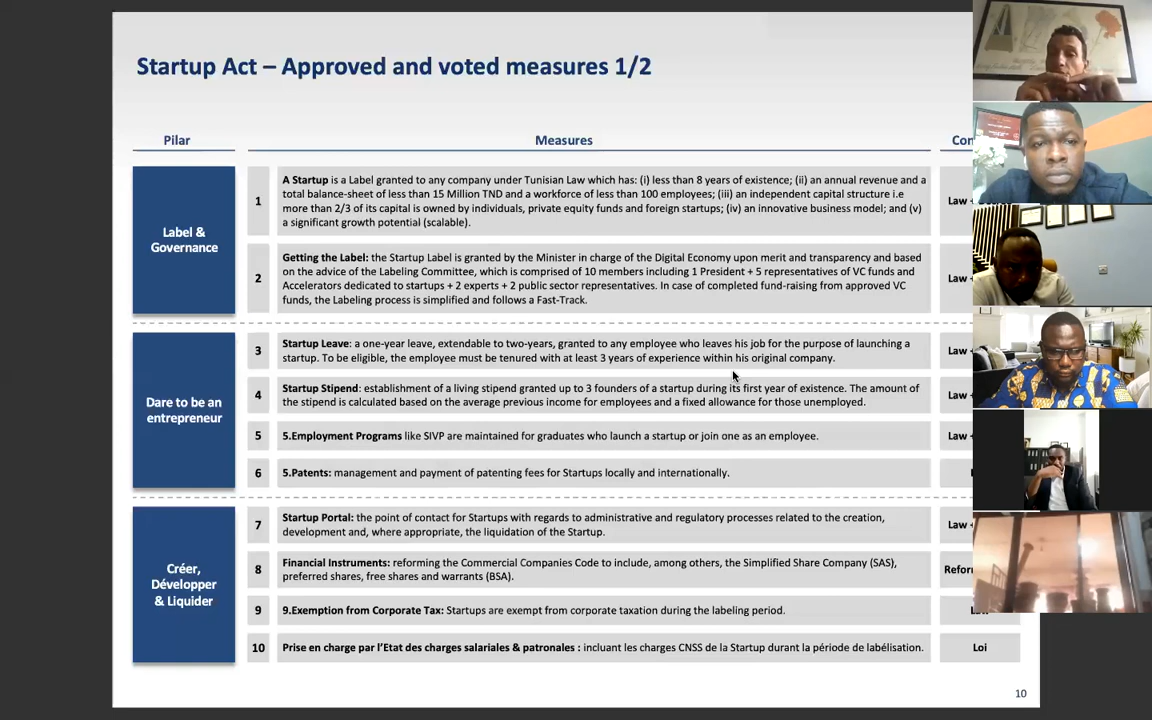 Startup Act – Approved and voted measures 1/2
Pilar
Measures
Label &
Governance
1
A Startup is a Label granted to any company under Tunisian Law which has: (i) less than 8 years of existence; (ii) an annual revenue and a
total balance-sheet of less than 15 Million TND and a workforce of less than 100 employees; (iii) an independent capital structure i.e
more than 2/3 of its capital is owned by individuals, private equity funds and foreign startups; (iv) an innovative business model; and (v)
a significant growth potential (scalable).
Law
2
Getting the Label: the Startup Label is granted by the Minister in charge of the Digital Economy upon merit and transparency and based
on the advice of the Labeling Committee, which is comprised of 10 members including 1 President + 5 representatives of VC funds and
Accelerators dedicated to startups + 2 experts + 2 public sector representatives. In case of completed fund-raising from approved VC
funds, the Labeling process is simplified and follows a Fast-Track.
Law
Dare to be an
entrepreneur
3
Startup Leave: a one-year leave, extendable to two-years, granted to any employee who leaves his job for the purpose of launching a
startup. To be eligible, the employee must be tenured with at least 3 years of experience within his original company.
Law
4
Startup Stipend: establishment of a living stipend granted up to 3 founders of a startup during its first year of existence. The amount of
the stipend is calculated based on the average previous income for employees and a fixed allowance for those unemployed.
Law
5
5.Employment Programs like SIVP are maintained for graduates who launch a startup or join one as an employee.
Law
6
5.Patents: management and payment of patenting fees for Startups locally and internationally.
Créer,
Développer
& Liquider
7
Startup Portal: the point of contact for Startups with regards to administrative and regulatory processes related to the creation,
development and, where appropriate, the liquidation of the Startup.
Law
8
Financial Instruments: reforming the Commercial Companies Code to include, among others, the Simplified Share Company (SAS),
preferred shares, free shares and warrants (BSA).
9
9.Exemption from Corporate Tax: Startups are exempt from corporate taxation during the labeling period.
10
Prise en charge par l'Etat des charges salariales & patronales : incluant les charges CNSS de la Startup durant la période de labélisation.
Loi
10